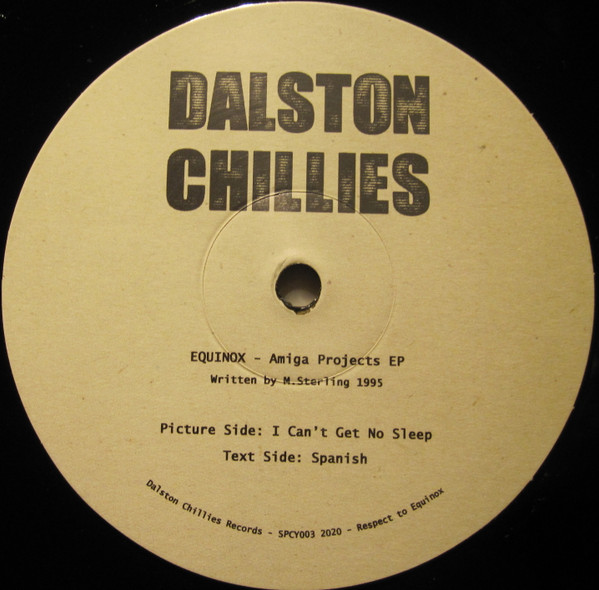 DALSTON
CHILLIES
EQUINOX - Amiga Projects EP
Written by M.Sterling 1995
Picture Side: I Can't Get No Sleep
Text Side: Spanish
Dalston Chillies Records - SPCY003 2020 - Respect to Equinox